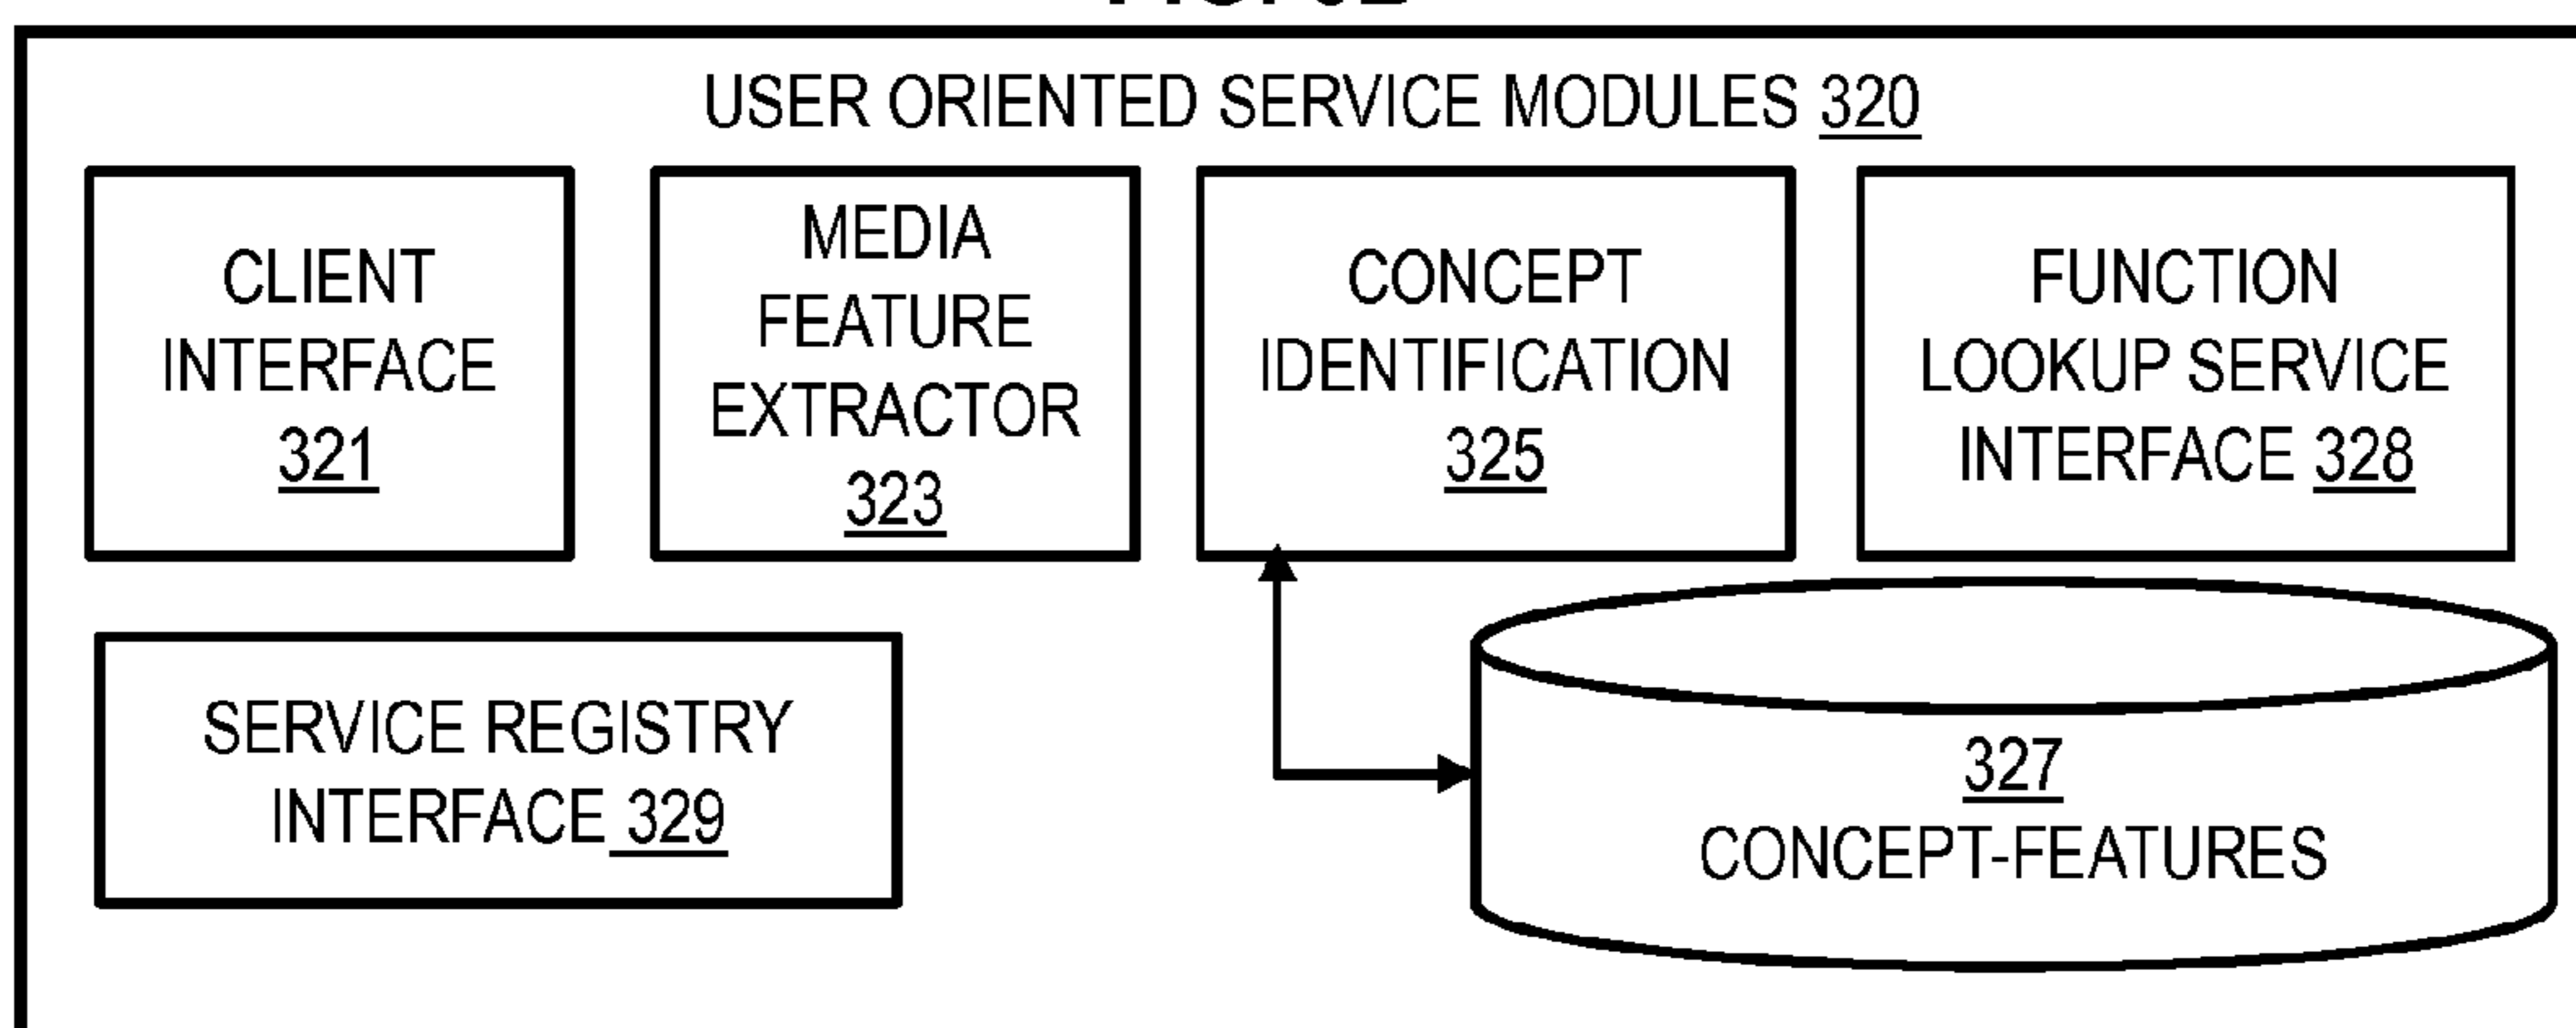 USER ORIENTED SERVICE MODULES 320
CLIENT
INTERFACE
321
MEDIA
FEATURE
EXTRACTOR
323
CONCEPT
IDENTIFICATION
325
FUNCTION
LOOKUP SERVICE
INTERFACE 328
SERVICE REGISTRY
INTERFACE 329
327
CONCEPT-FEATURES